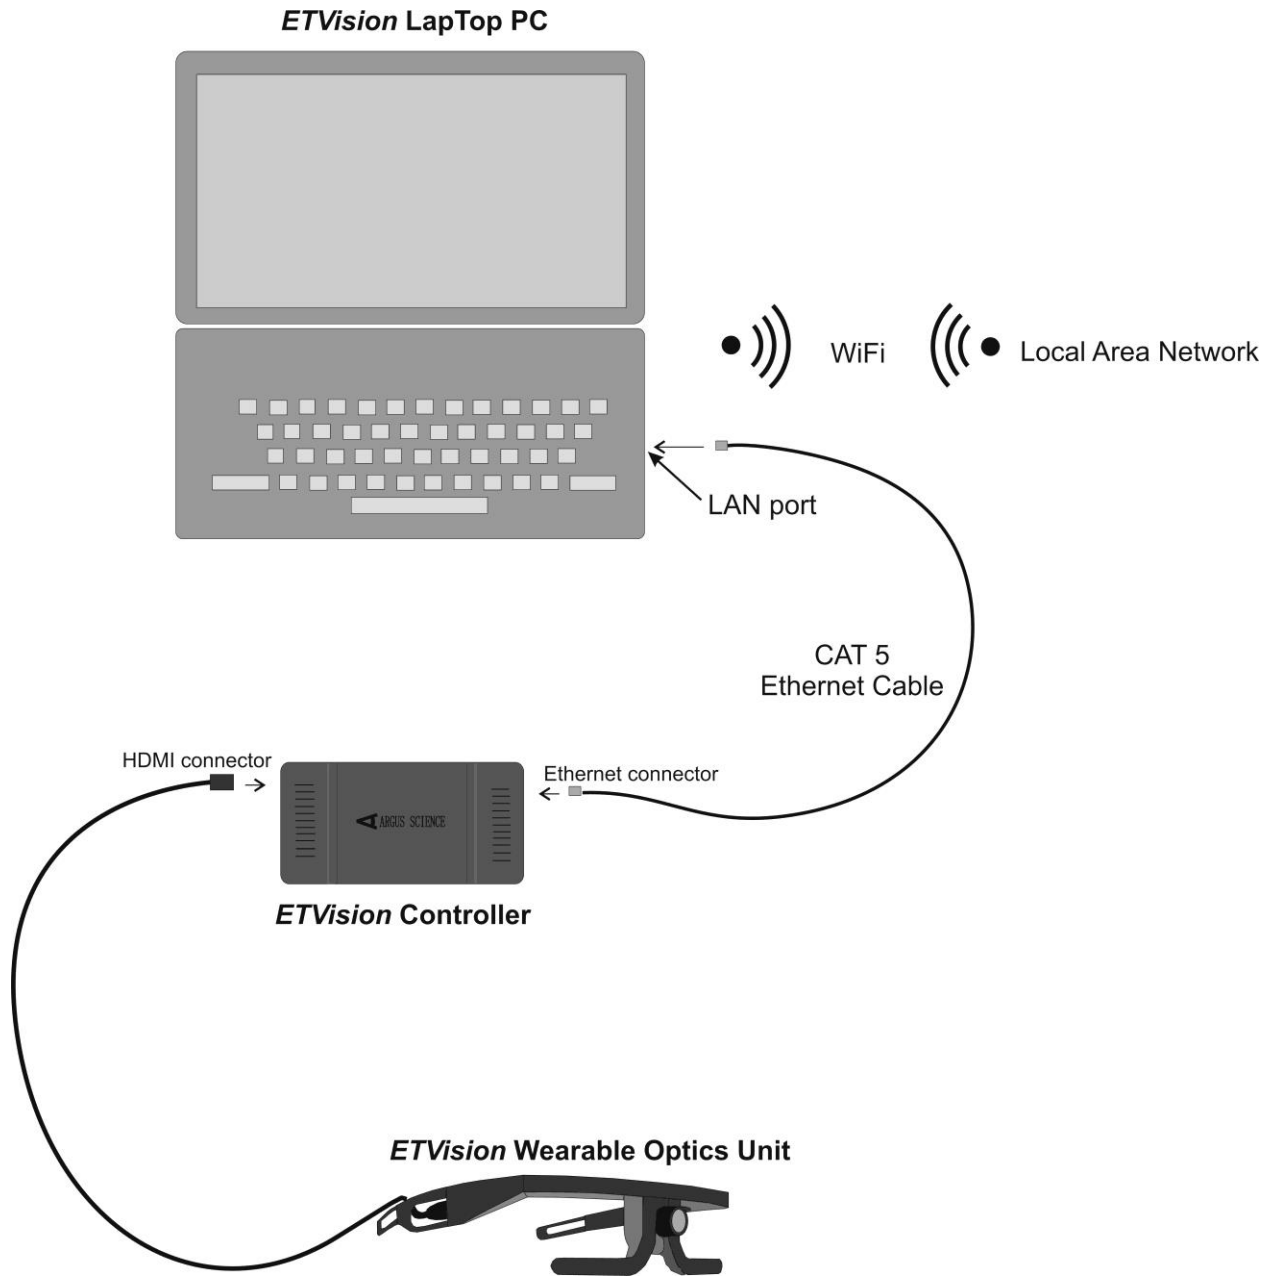 ETVision LapTop PC
WiFi
Local Area Network
LAN port
CAT 5
Ethernet Cable
HDMI connector
Ethernet connector
ARGUS SCIENCE
ETVision Controller
ETVision Wearable Optics Unit